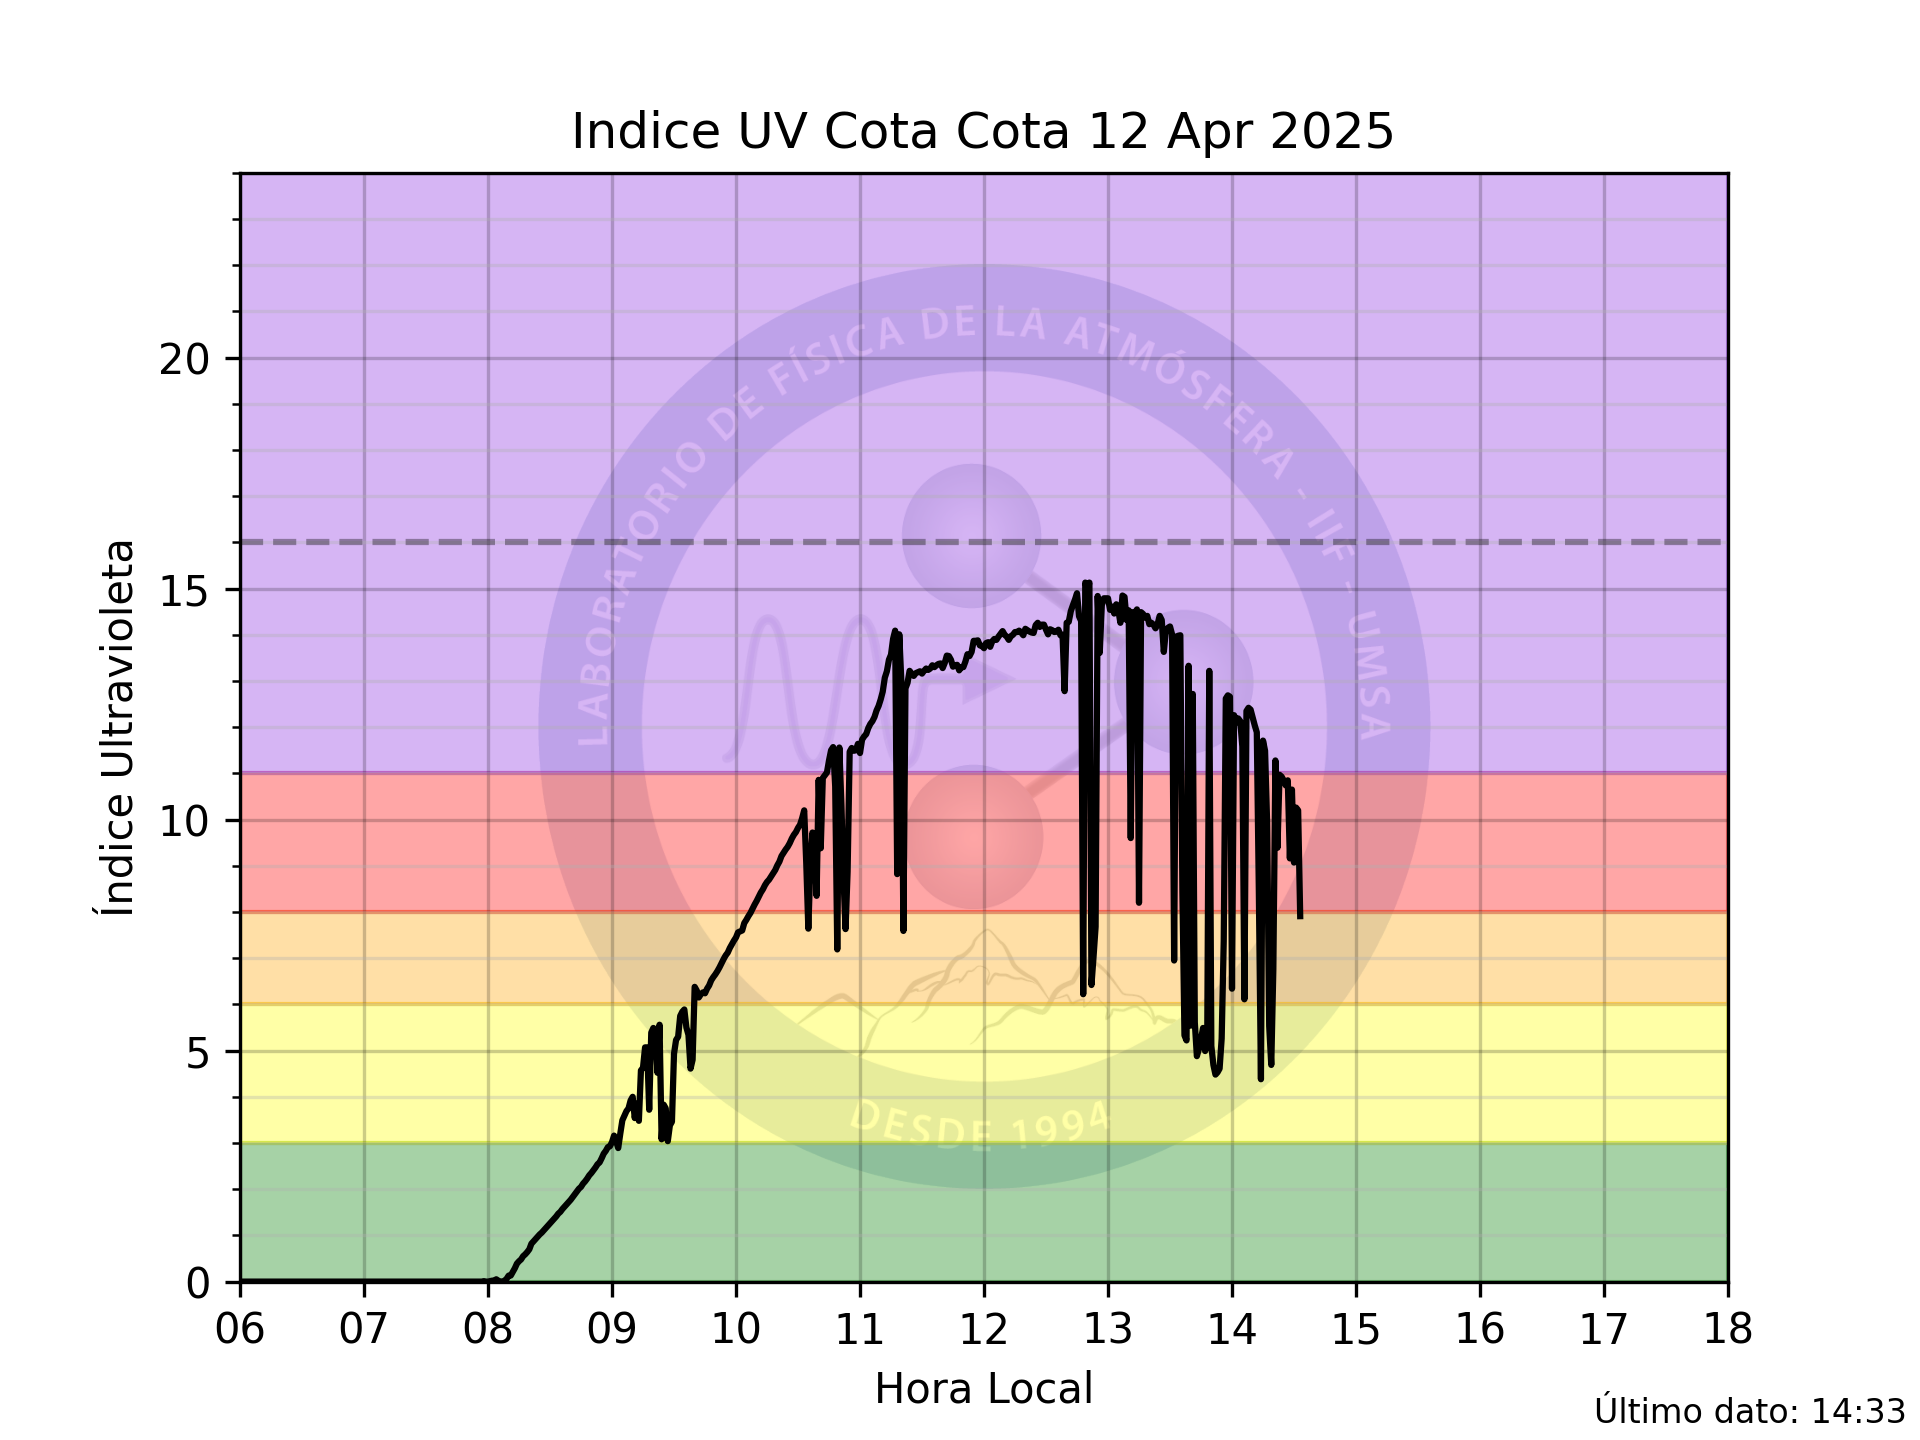 Indice UV Cota Cota 12 Apr 2025
LABORATORIO DE FÍSICA DE LA ATMÓSFERA - IIF - UMSA
20
15
10
5
0
Índice Ultravioleta
DESDE 1994
06 07 08 09 10 11 12 13 14 15 16 17 18
Hora Local
Último dato: 14:33